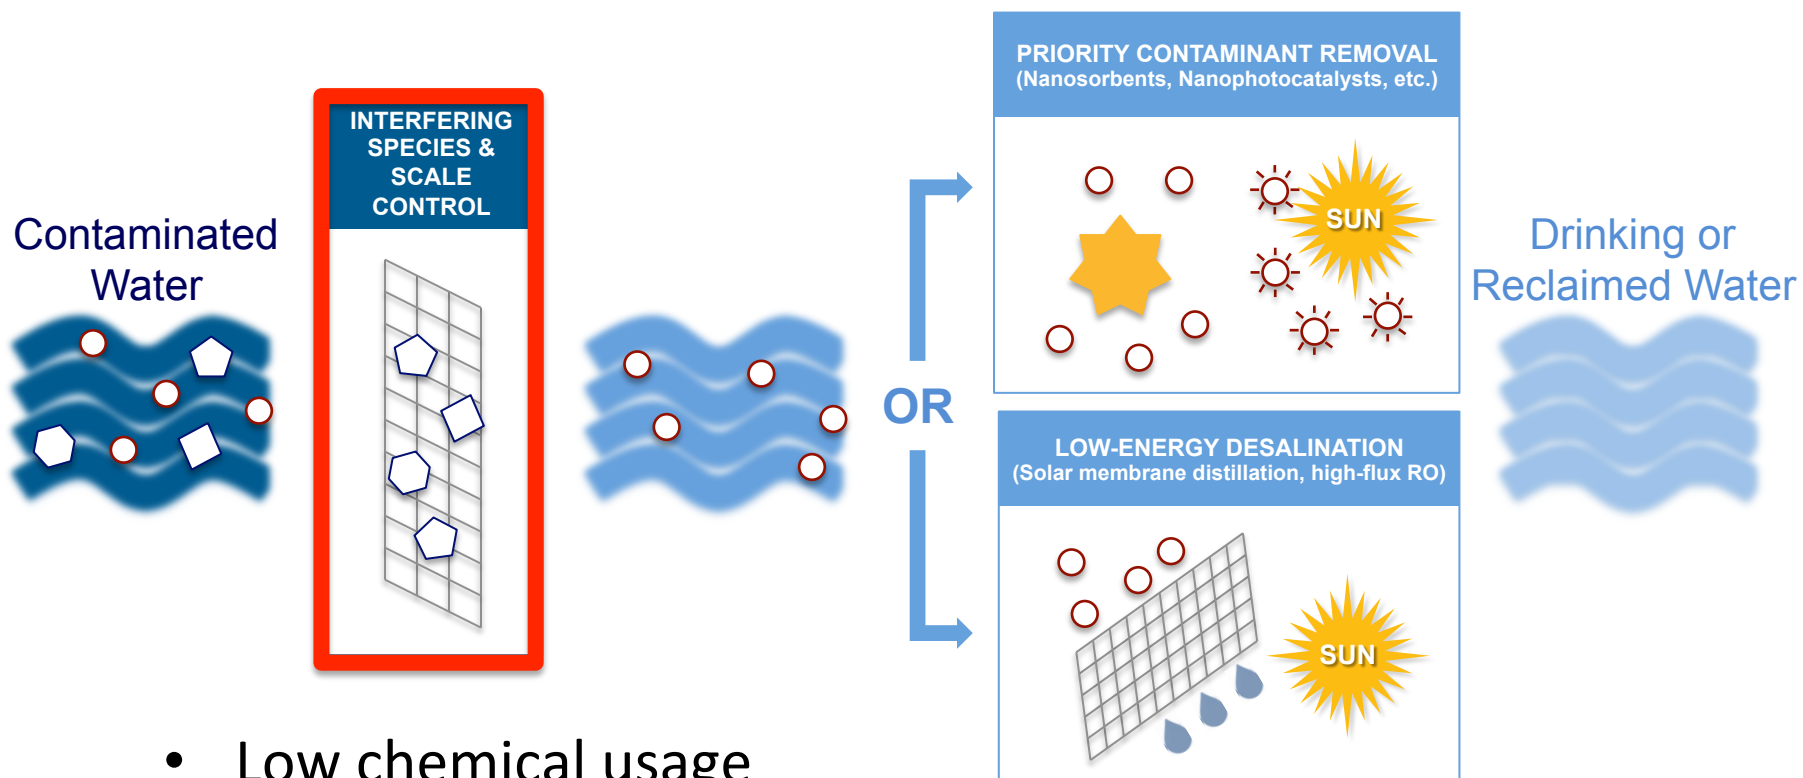 Contaminated
Water
INTERFERING
SPECIES &
SCALE
CONTROL
OR
PRIORITY CONTAMINANT REMOVAL
(Nanosorbents, Nanophotocatalysts, etc.)
SUN
LOW-ENERGY DESALINATION
(Solar membrane distillation, high-flux RO)
SUN
Drinking or
Reclaimed Water
• Low chemical usage